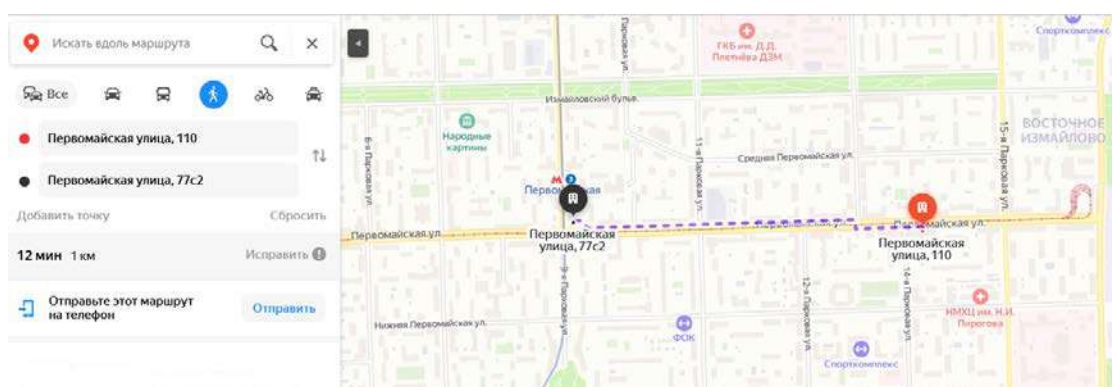 Искать вдоль маршрута
Все
Первомайская улица, 110
Первомайская улица, 77с2
Добавить точку
Сбросить
12 мин 1 км
Исправить
Отправьте этот маршрут
на телефон
Отправить
Парковая ул.
ГКБ им. Д.Д.
Плетнёва ДЗМ
Спорткомплекс
Измайловский бульв.
Народные
картины
ВОСТОЧНОЕ
ИЗМАЙЛОВО
15-я Парковая ул.
11-я Парковая ул.
Средняя Первомайская ул.
6-я Парковая ул.
М 3
Первомайская ул.
Первомайская
улица, 77с2
Первомайская
улица, 110
9-я Парковая ул.
12-я Парковая ул.
14-я Парковая ул.
НМХЦ им. Н.И.
Пирогова
Нижняя Первомайская ул.
ФОК
Спорткомплекс